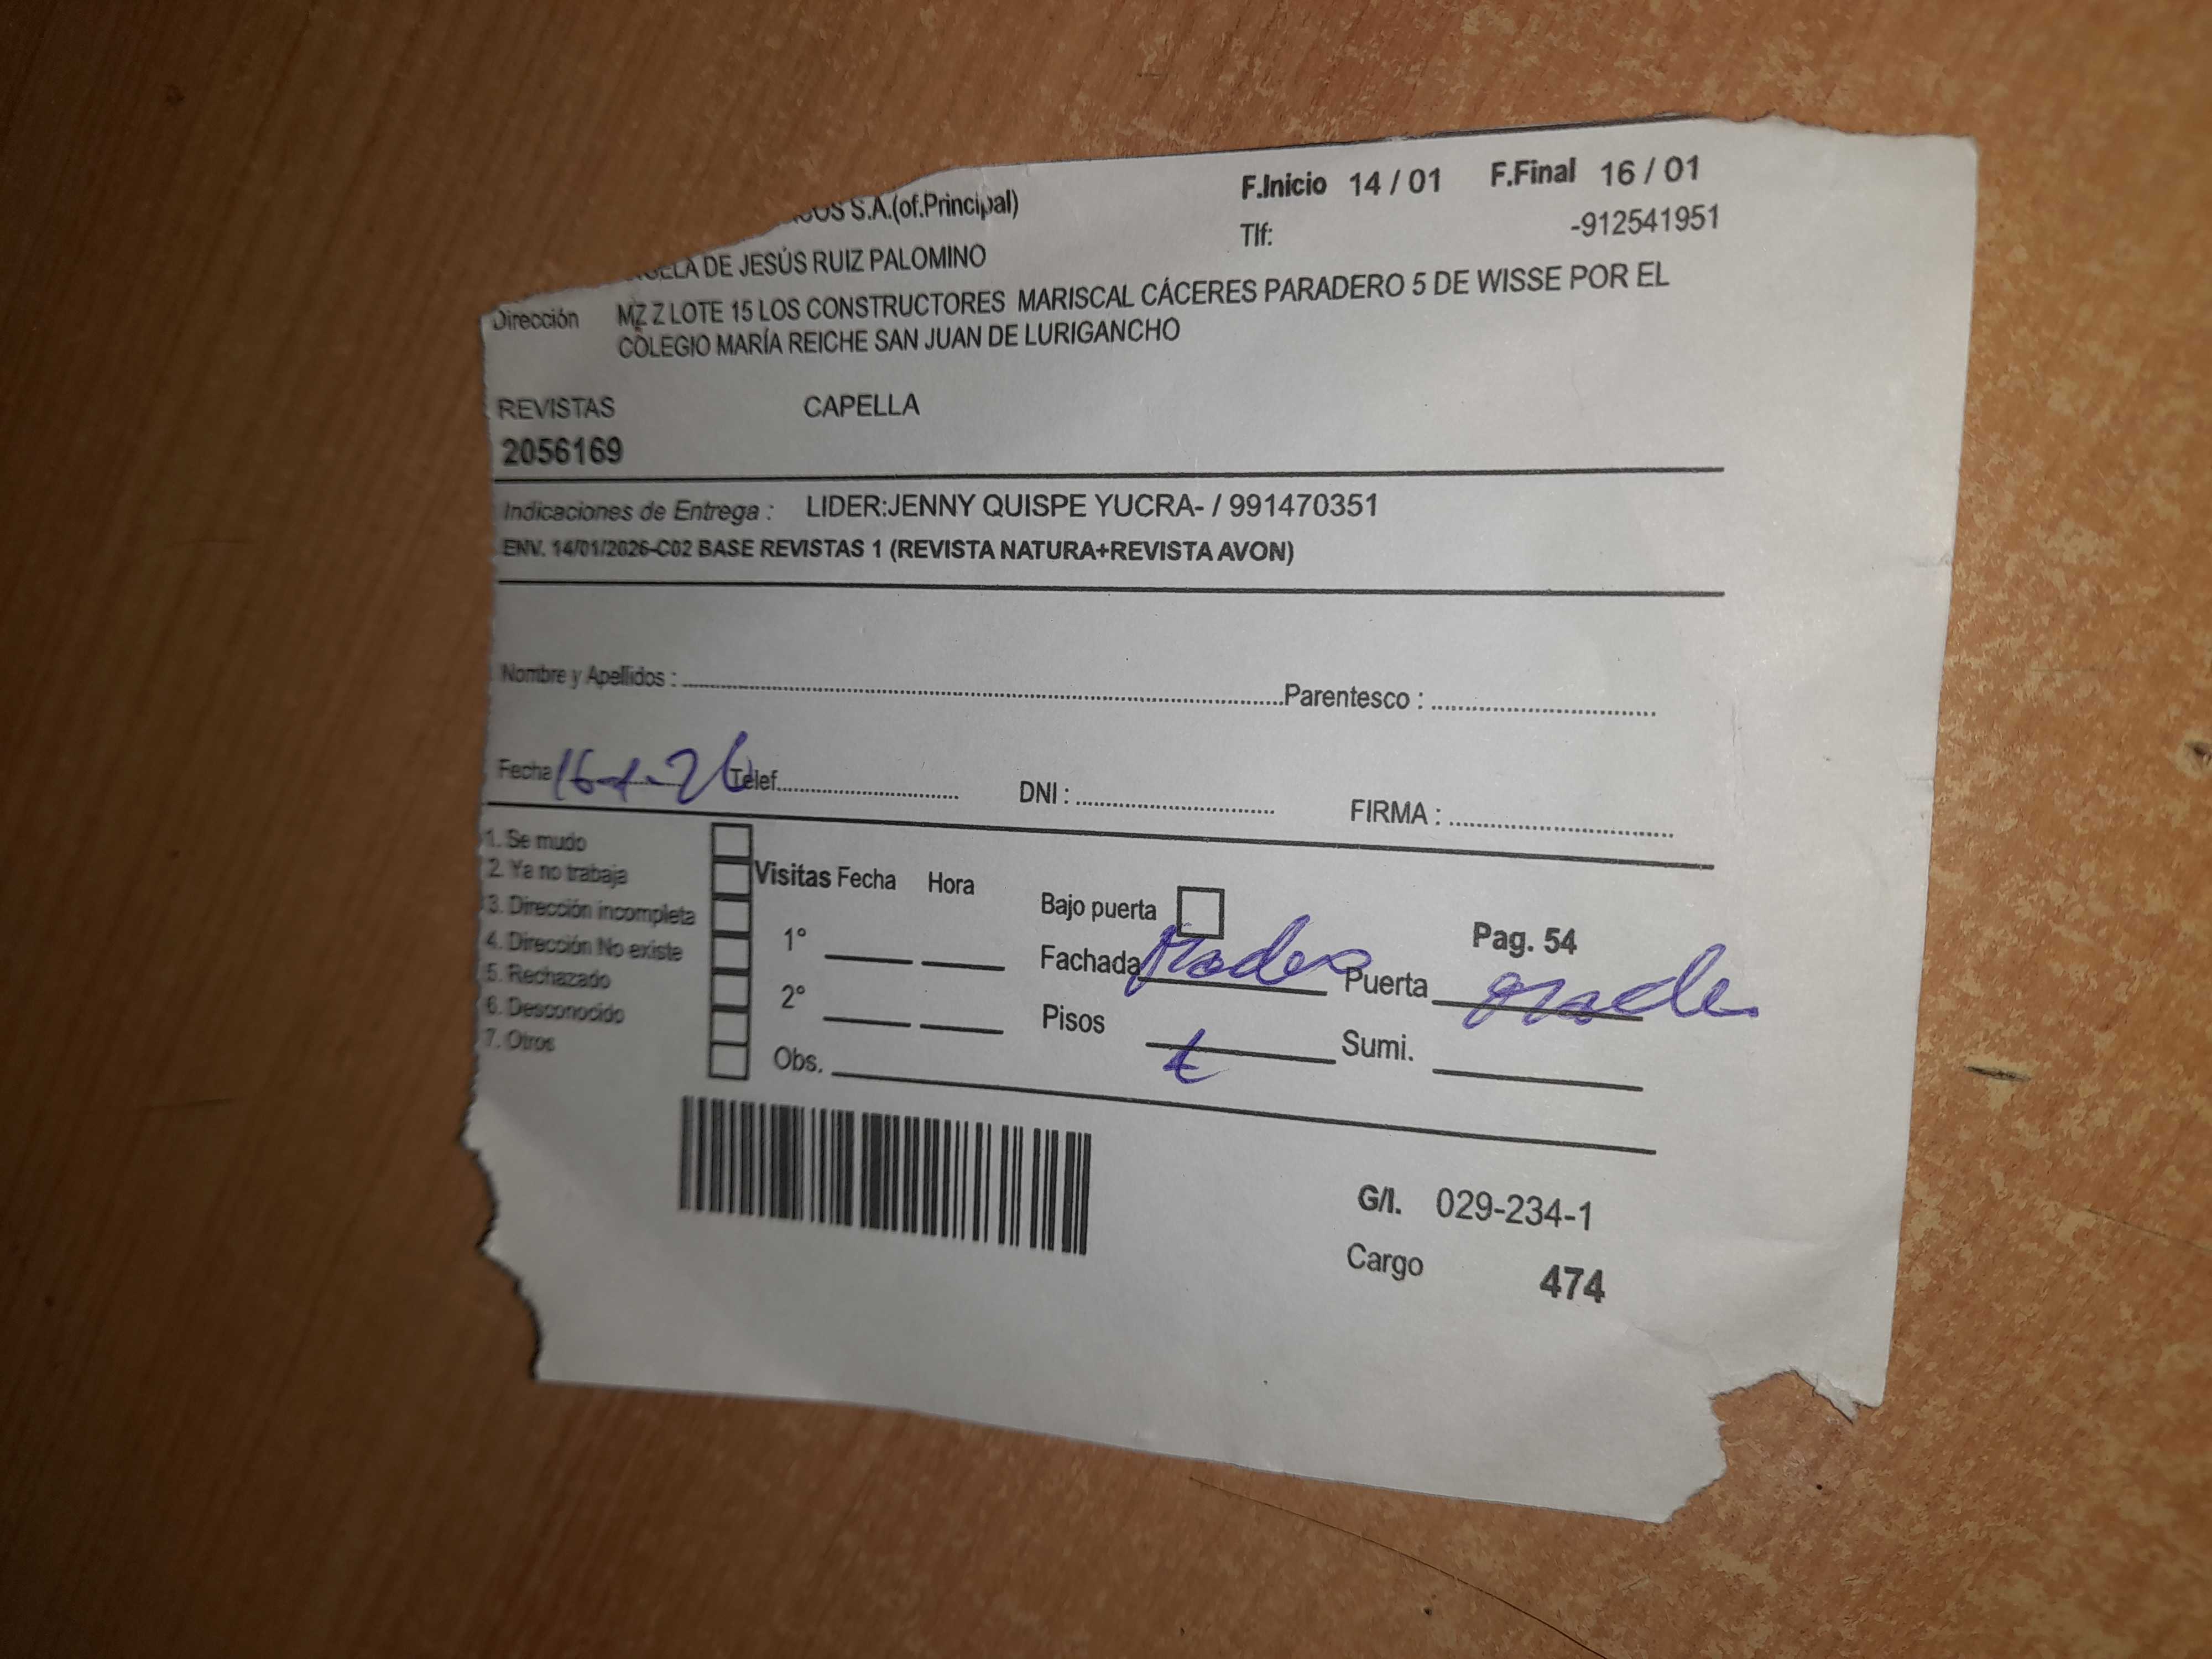 S.A.(of.Principal) F.Inicio 14 / 01 F.Final 16 / 01
Tlf: -912541951
DE JESÚS RUIZ PALOMINO
Dirección MZ Z LOTE 15 LOS CONSTRUCTORES MARISCAL CÁCERES PARADERO 5 DE WISSE POR EL
COLEGIO MARÍA REICHE SAN JUAN DE LURIGANCHO
REVISTAS CAPELLA
2056169
Indicaciones de Entrega : LIDER:JENNY QUISPE YUCRA- / 991470351
ENV. 14/01/2026-C02 BASE REVISTAS 1 (REVISTA NATURA+REVISTA AVON)
Nombre y Apellidos : Parentesco :
Fecha 16-1-26 Telef. DNI : FIRMA :
1. Se mudo
2. Ya no trabaja
3. Dirección incompleta
4. Dirección No existe
5. Rechazado
6. Desconocido
7. Otros
Visitas Fecha Hora
1°
2°
Obs.
Bajo puerta Pag. 54
Fachada Puerta
Pisos Sumi.
G/I. 029-234-1
Cargo 474